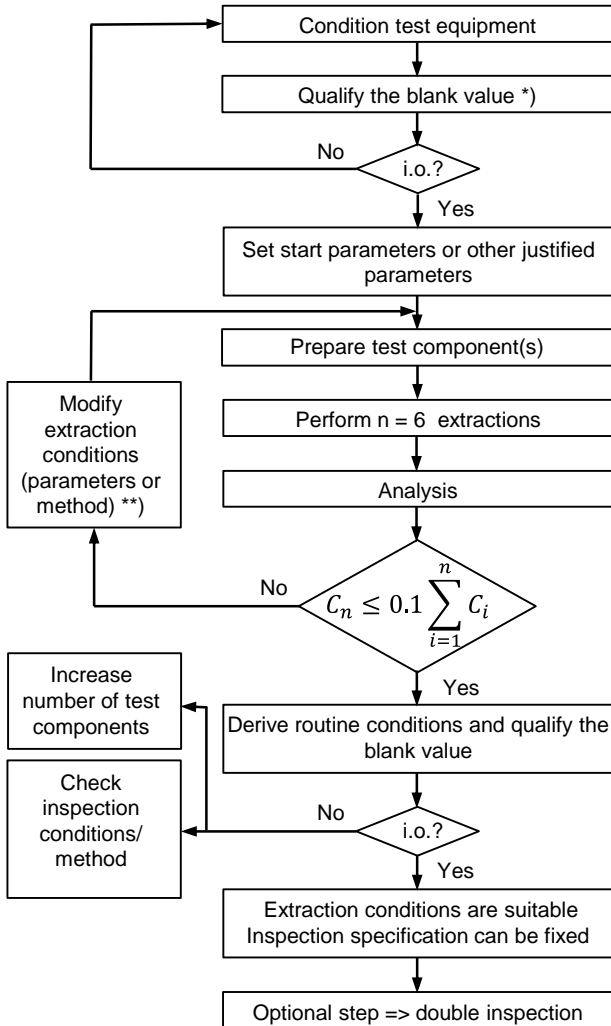 Condition test equipment
Qualify the blank value *)
No
i.o.?
Yes
Set start parameters or other justified
parameters
Prepare test component(s)
Modify
extraction
conditions
(parameters or
method) **)
Perform n = 6 extractions
Analysis
No
C_n ≤ 0.1 \sum_{i=1}^{n} C_i
Yes
Increase
number of test
components
Derive routine conditions and qualify the
blank value
Check
inspection
conditions/
method
No
i.o.?
Yes
Extraction conditions are suitable
Inspection specification can be fixed
Optional step => double inspection